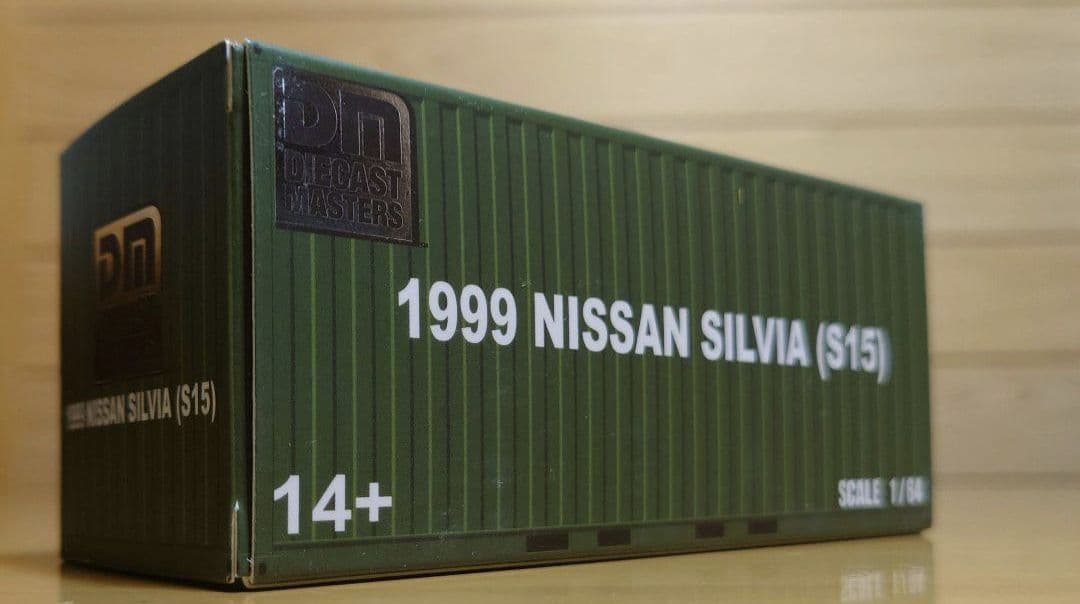 DM
DIECAST
MASTERS
1999 NISSAN SILVIA (S15)
14+
SCALE 1/64
DM
1999 NISSAN SILVIA (S15)